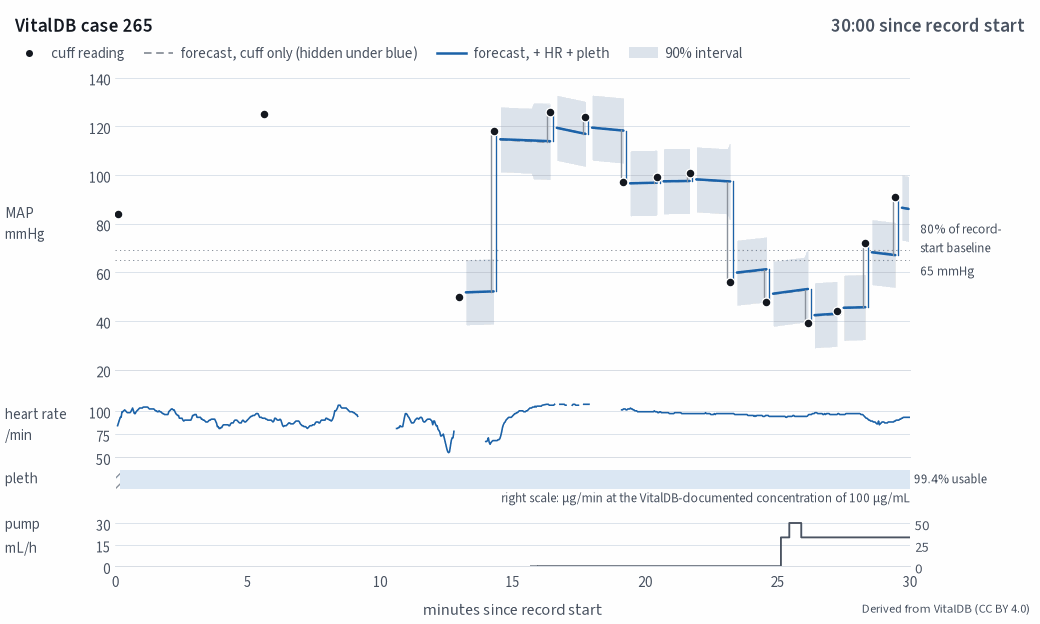 VitalDB case 265
30:00 since record start
cuff reading
forecast, cuff only (hidden under blue)
forecast, + HR + pleth
90% interval
140
120
100
80
60
40
20
MAP
mmHg
80% of record-
start baseline
65 mmHg
heart rate
/min
100
75
50
pleth
99.4% usable
right scale: µg/min at the VitalDB-documented concentration of 100 µg/mL
pump
mL/h
30
15
0
50
25
0
0 5 10 15 20 25 30
minutes since record start
Derived from VitalDB (CC BY 4.0)